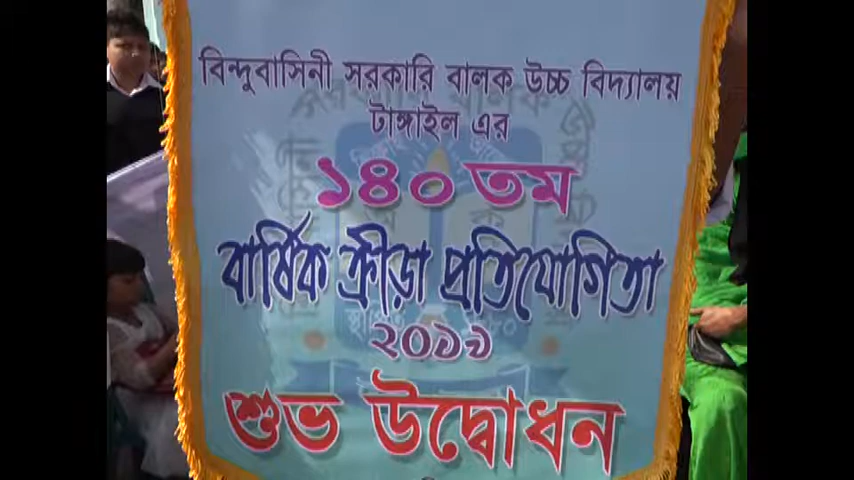 বিন্দুবাসিনী সরকারি বালক উচ্চ বিদ্যালয়
টাঙ্গাইল এর
১৪০ তম
বার্ষিক ক্রীড়া প্রতিযোগিতা
২০১৯
শুভ উদ্বোধন